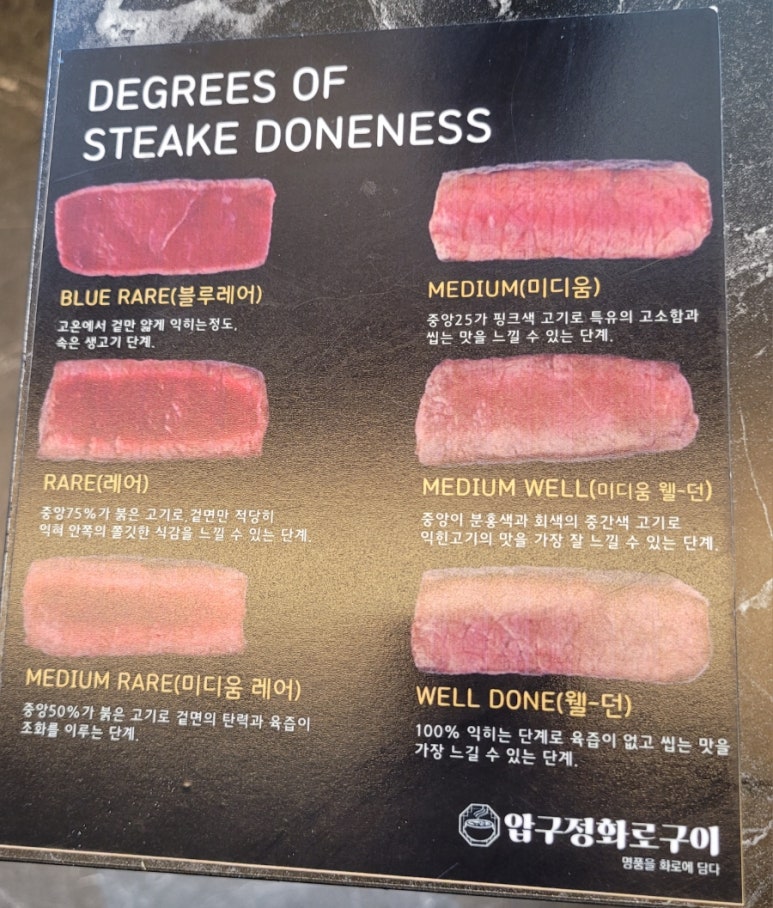 DEGREES OF
STEAKE DONENESS
BLUE RARE(블루레어)
고온에서 겉만 얇게 익히는정도,
속은 생고기 단계.
RARE(레어)
중앙75%가 붉은 고기로,겉면만 적당히
익혀 안쪽의 쫄깃한 식감을 느낄 수 있는 단계.
MEDIUM RARE(미디움 레어)
중앙50%가 붉은 고기로 겉면의 탄력과 육즙이
조화를 이루는 단계.
MEDIUM(미디움)
중앙25가 핑크색 고기로 특유의 고소함과
씹는 맛을 느낄 수 있는 단계.
MEDIUM WELL(미디움 웰-던)
중앙이 분홍색과 회색의 중간색 고기로
익힌고기의 맛을 가장 잘 느낄 수 있는 단계.
WELL DONE(웰-던)
100% 익히는 단계로 육즙이 없고 씹는 맛을
가장 느길 수 있는 단계.
압구정화로구이
명품을 화로에 담다